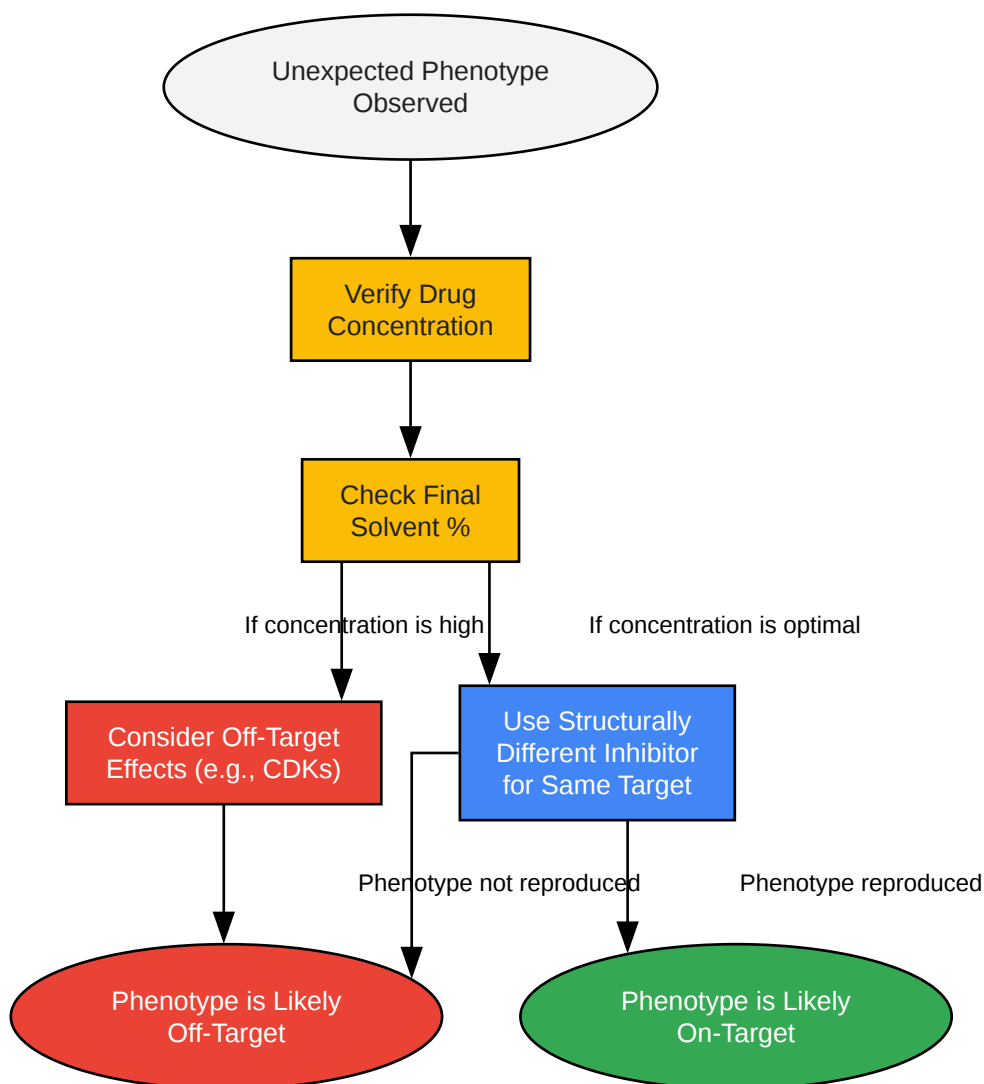 Unexpected Phenotype
Observed
Verify Drug
Concentration
Check Final
Solvent %
If concentration is high
If concentration is optimal
Consider Off-Target
Effects (e.g., CDKs)
Use Structurally
Different Inhibitor
for Same Target
Phenotype not reproduced
Phenotype reproduced
Phenotype is Likely
Off-Target
Phenotype is Likely
On-Target